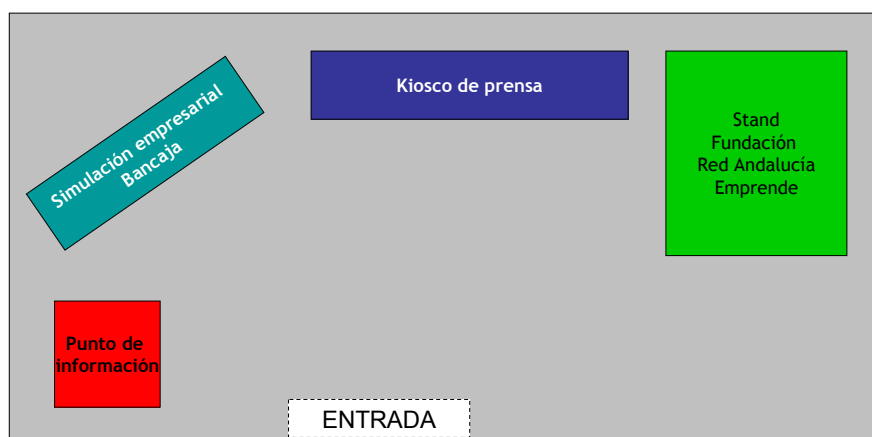 Simulación empresarial
Bancaja
Kiosco de prensa
Stand
Fundación
Red Andalucía
Emprende
Punto de
información
ENTRADA